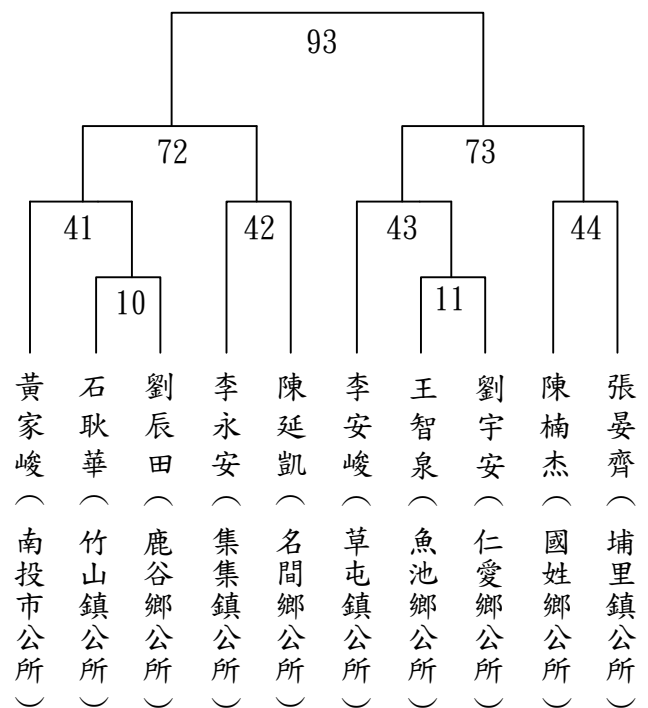 93
72
73
41
42
43
44
10
11
黃家峻（南投市公所）
石耿華（竹山鎮公所）
劉辰田（鹿谷鄉公所）
李永安（集集鎮公所）
陳延凱（名間鄉公所）
李安峻（草屯鎮公所）
王智泉（魚池鄉公所）
劉宇安（仁愛鄉公所）
陳楠杰（國姓鄉公所）
張晏齊（埔里鎮公所）